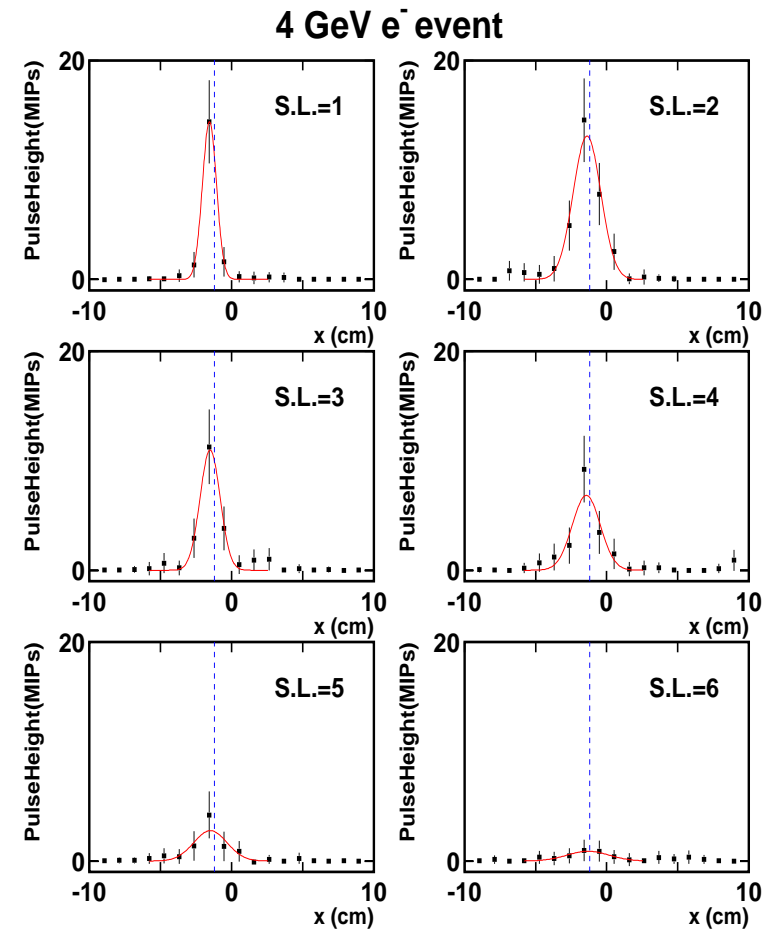 4 GeV e- event
PulseHeight(MIPs)
20
0
S.L.=1
-10 0 10
x (cm)
PulseHeight(MIPs)
20
0
S.L.=2
-10 0 10
x (cm)
PulseHeight(MIPs)
20
0
S.L.=3
-10 0 10
x (cm)
PulseHeight(MIPs)
20
0
S.L.=4
-10 0 10
x (cm)
PulseHeight(MIPs)
20
0
S.L.=5
-10 0 10
x (cm)
PulseHeight(MIPs)
20
0
S.L.=6
-10 0 10
x (cm)